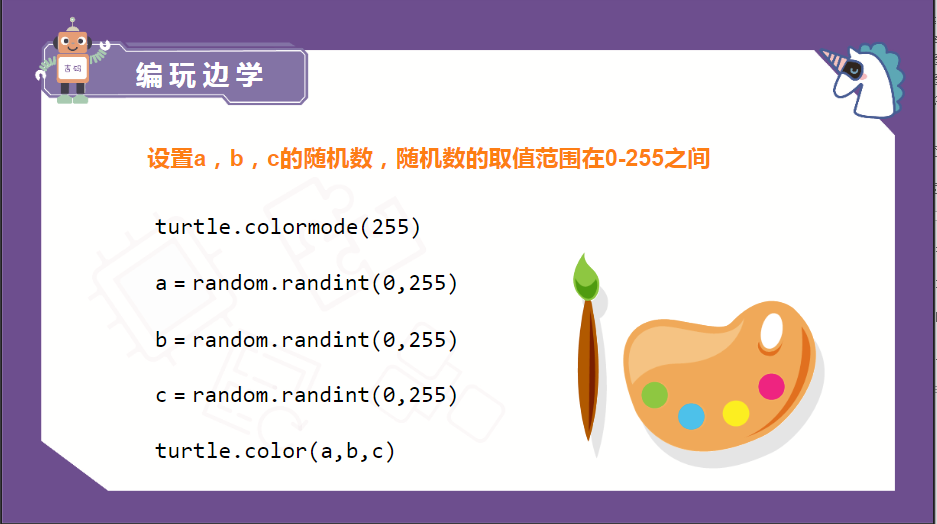 编玩边学
设置a，b，c的随机数，随机数的取值范围在0-255之间
turtle.colormode(255)
a = random.randint(0,255)
b = random.randint(0,255)
c = random.randint(0,255)
turtle.color(a,b,c)